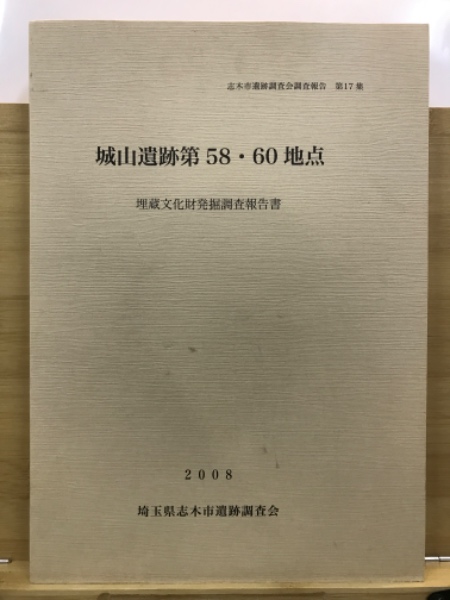 志木市遺跡調査会調査報告 第17集
城山遺跡第58・60地点
埋蔵文化財発掘調査報告書
2008
埼玉県志木市遺跡調査会